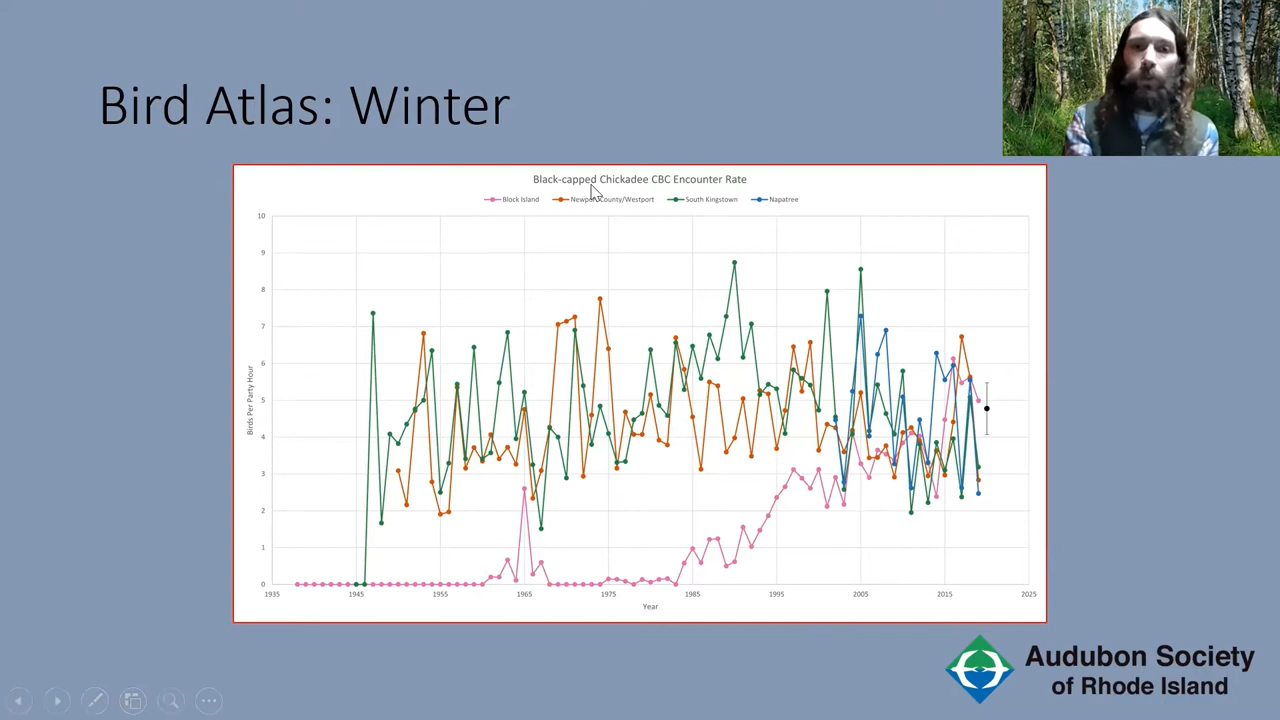 Bird Atlas: Winter
Black-capped Chickadee CBC Encounter Rate
Block Island
Newport County/Westport
South Kingstown
Napatree
10
9
8
7
6
5
4
3
2
1
0
Birds Per Party Hour
1935 1945 1955 1965 1975 1985 1995 2005 2015 2025
Year
Audubon Society
of Rhode Island